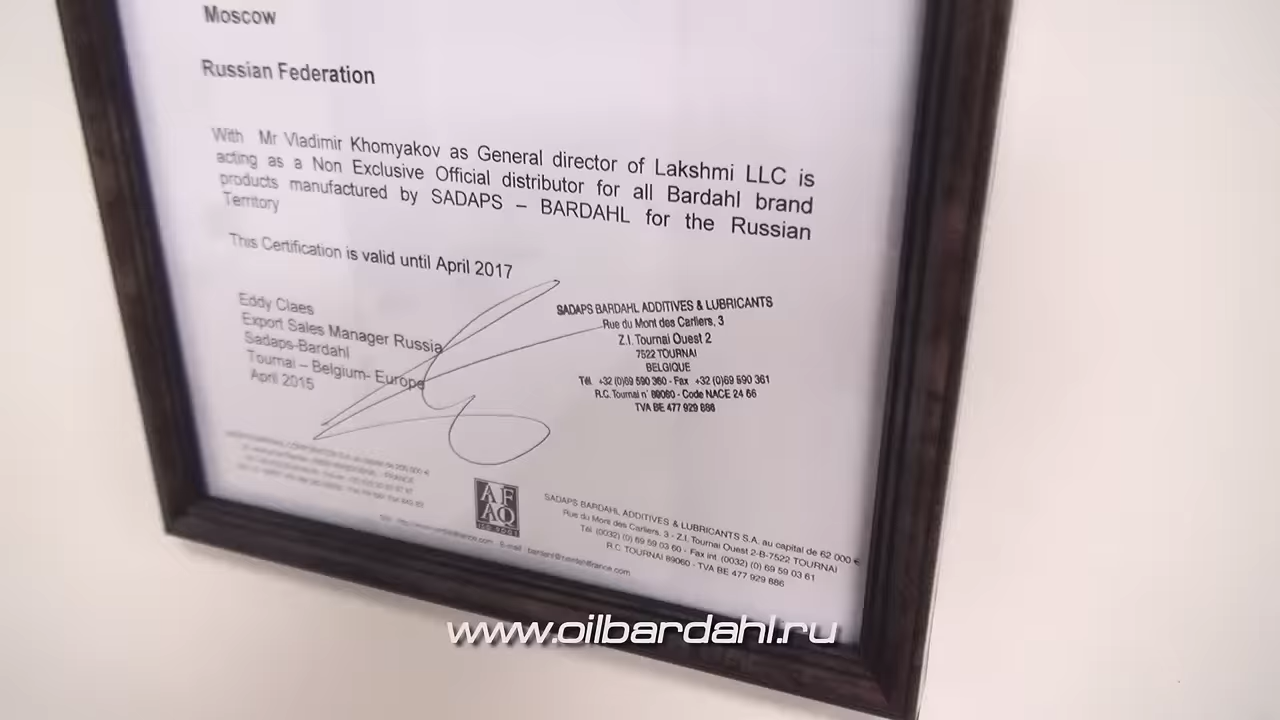 Moscow
Russian Federation
With Mr Vladimir Khomyakov as General director of Lakshmi LLC is
acting as a Non Exclusive Official distributor for all Bardahl brand
products manufactured by SADAPS – BARDAHL for the Russian
Territory
This Certification is valid until April 2017
Eddy Claes
Export Sales Manager Russia
Sadaps-Bardahl
Tournai – Belgium- Europe
April 2015
SADAPS BARDAHL ADDITIVES & LUBRICANTS
Rue du Mont des Carliers, 3
Z.I. Tournai Ouest 2
7522 TOURNAI
BELGIQUE
Tél. +32 (0)69 590 360 - Fax +32 (0)69 590 361
R.C. Tournai n° 89060 - Code NACE 24 66
TVA BE 477 929 886
AF
AQ
ISO 9001
SADAPS BARDAHL ADDITIVES & LUBRICANTS S.A. au capital de 62 000 €
Rue du Mont des Carliers, 3 - Z.I. Tournai Ouest 2-B-7522 TOURNAI
Tél. (0032) (0) 69 59 03 60 - Fax int. (0032) (0) 69 59 03 61
R.C. TOURNAI 89060 - TVA BE 477 929 886
www.oilbardahl.ru